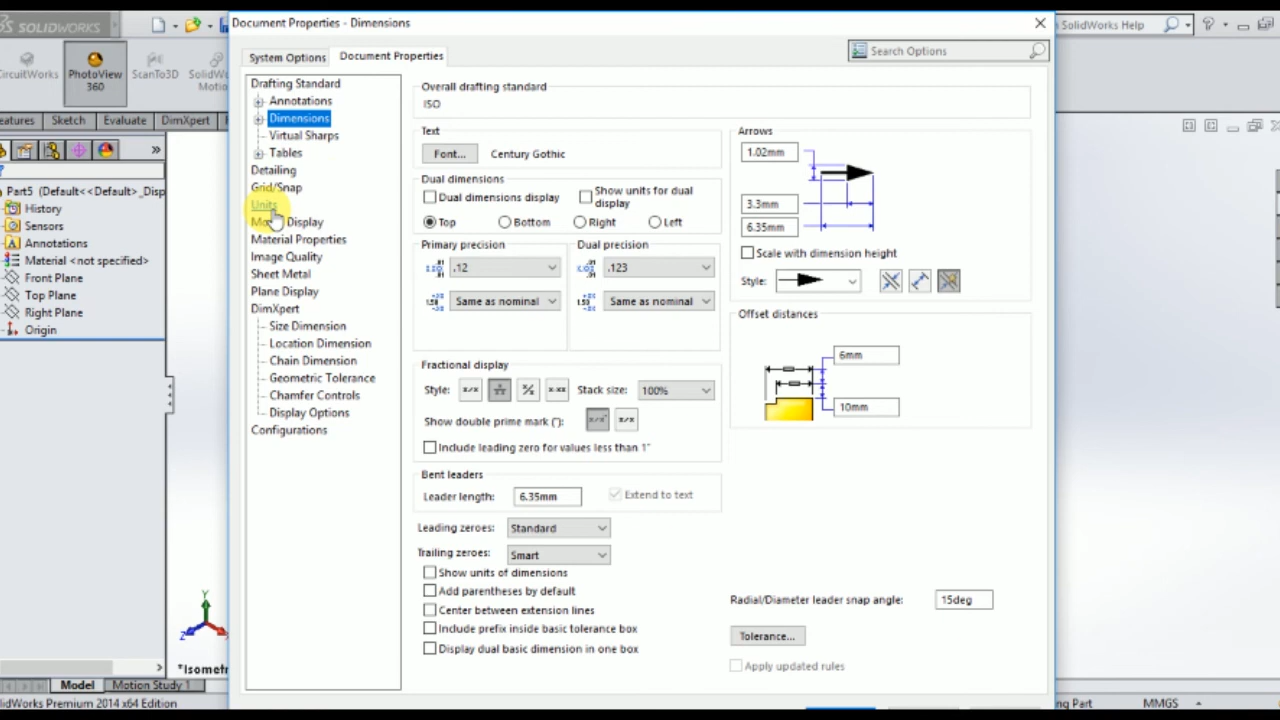 SOLIDWORKS
Document Properties - Dimensions
SolidWorks Help
System Options
Document Properties
Search Options
CircuitWorks
PhotoView
360
ScanTo3D
Motion
Sketch
Evaluate
DimXpert
Part5 (Default<<Default>_Disp
History
Sensors
Annotations
Material <not specified>
Front Plane
Top Plane
Right Plane
Origin
Drafting Standard
Annotations
Dimensions
Virtual Sharps
Tables
Detailing
Grid/Snap
Units
Display
Material Properties
Image Quality
Sheet Metal
Plane Display
DimXpert
Size Dimension
Location Dimension
Chain Dimension
Geometric Tolerance
Chamfer Controls
Display Options
Configurations
Overall drafting standard
ISO
Text
Font...
Century Gothic
Dual dimensions
Dual dimensions display
Show units for dual
display
Top
Bottom
Right
Left
Primary precision
.12
Same as nominal
Dual precision
.123
Same as nominal
Fractional display
Style:
Stack size:
100%
Show double prime mark ("):
Include leading zero for values less than 1"
Bent leaders
Leader length:
6.35mm
Extend to text
Leading zeroes:
Standard
Trailing zeroes:
Smart
Show units of dimensions
Add parentheses by default
Center between extension lines
Include prefix inside basic tolerance box
Display dual basic dimension in one box
Arrows
1.02mm
3.3mm
6.35mm
Scale with dimension height
Style:
Offset distances
6mm
10mm
Radial/Diameter leader snap angle:
15deg
Tolerance...
Apply updated rules
Y
Z
X
*Isometr
Model
Motion Study 1
lidWorks Premium 2014 x64 Edition
ng Part
MMGS